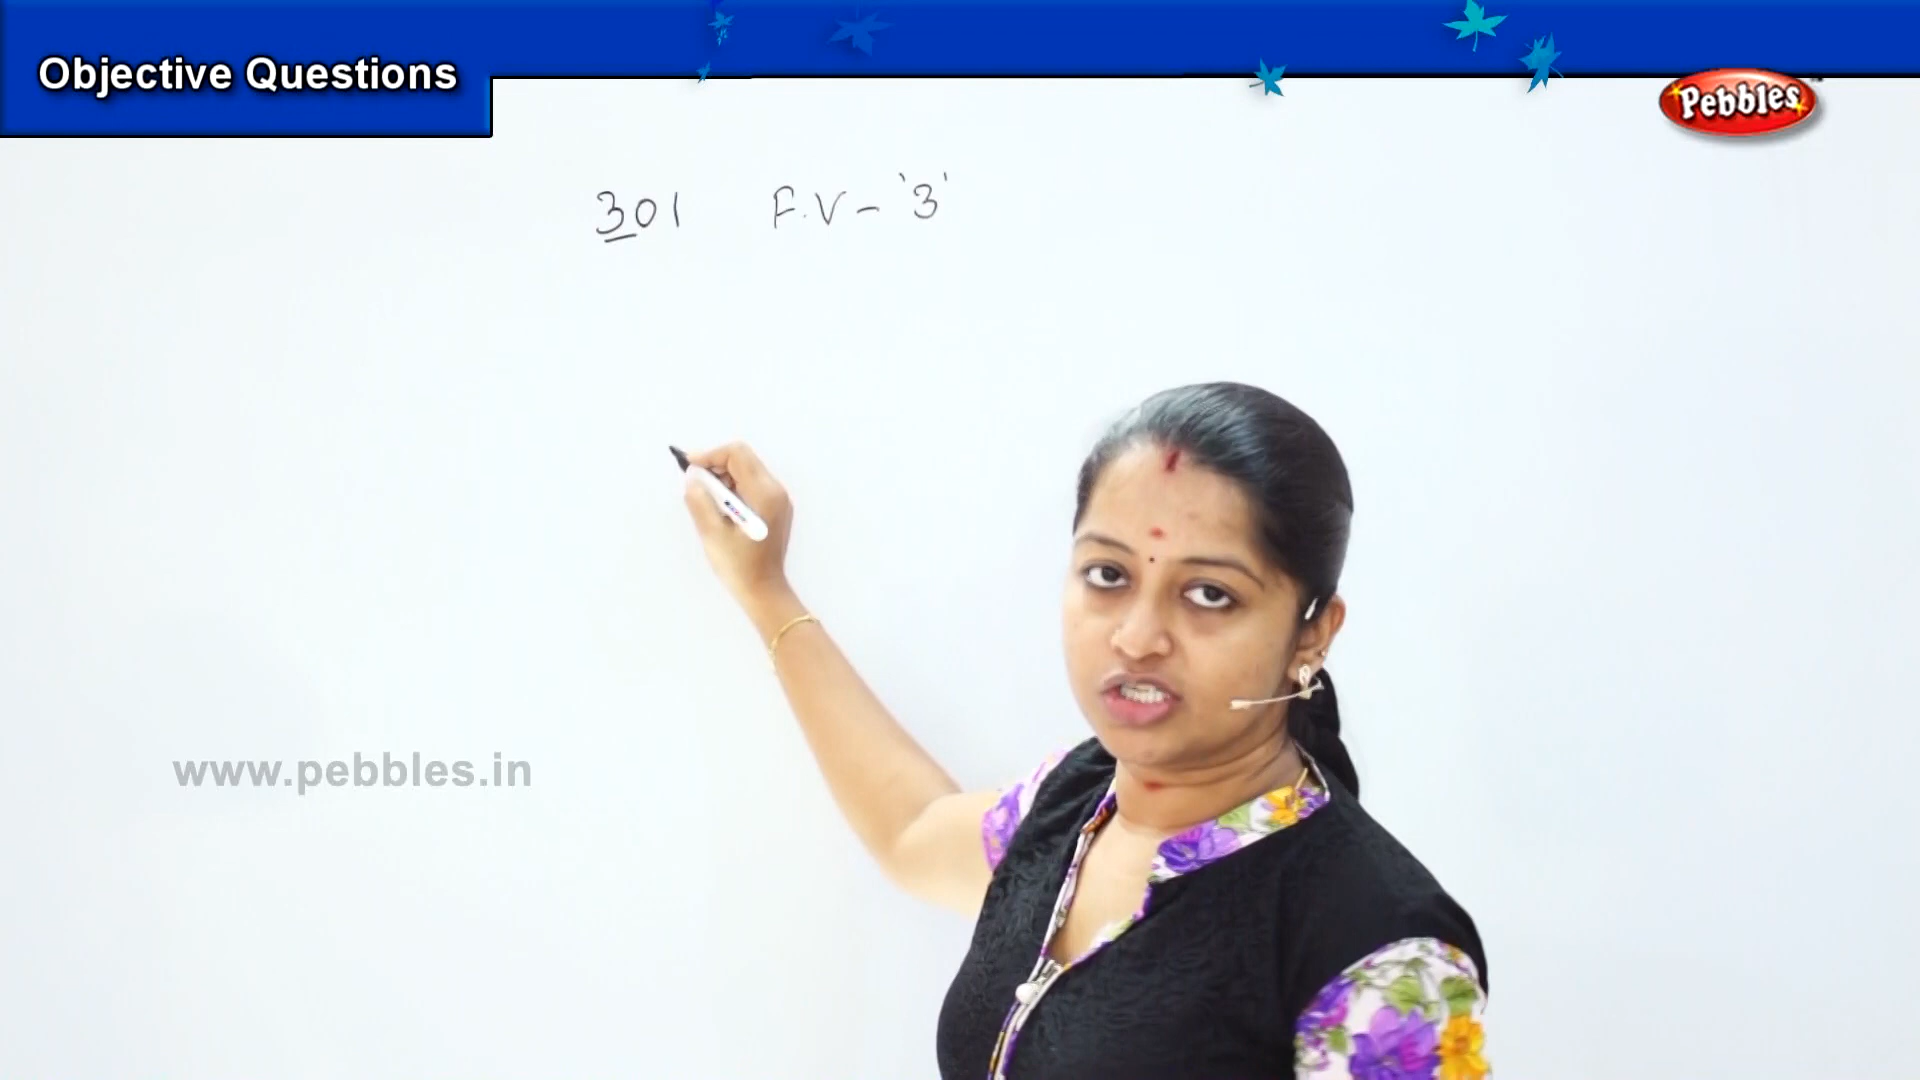 Objective Questions
Pebbles
301 F.V - '3'
www.pebbles.in